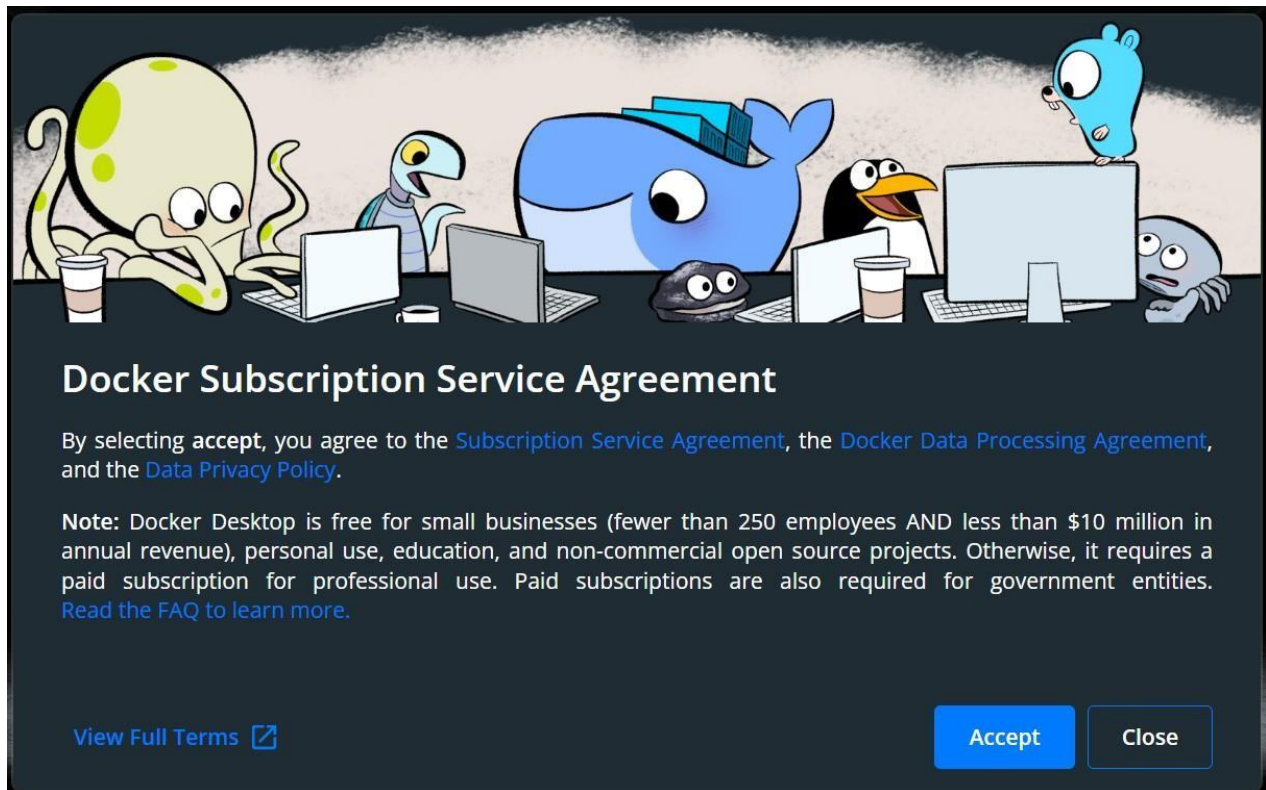 Docker Subscription Service Agreement
By selecting accept, you agree to the Subscription Service Agreement, the Docker Data Processing Agreement,
and the Data Privacy Policy.
Note: Docker Desktop is free for small businesses (fewer than 250 employees AND less than $10 million in
annual revenue), personal use, education, and non-commercial open source projects. Otherwise, it requires a
paid subscription for professional use. Paid subscriptions are also required for government entities.
Read the FAQ to learn more.
View Full Terms
Accept
Close